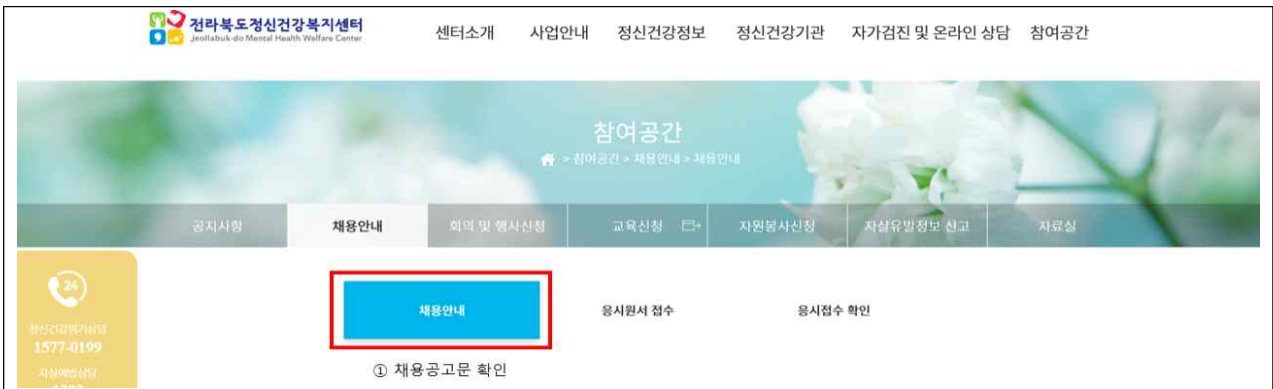 전라북도정신건강복지센터
Jeollabuk-do Mental Health Welfare Center
센터소개 사업안내 정신건강정보 정신건강기관 자가검진 및 온라인 상담 참여공간
참여공간
> 참여공간 > 채용안내 > 채용안내
공지사항 채용안내 회의 및 행사신청 교육신청 자원봉사신청 자살유발정보 신고 자료실
24
채용안내 응시원서 접수 응시접수 확인
정신건강위기상담
1577-0199
① 채용공고문 확인
자살예방상담